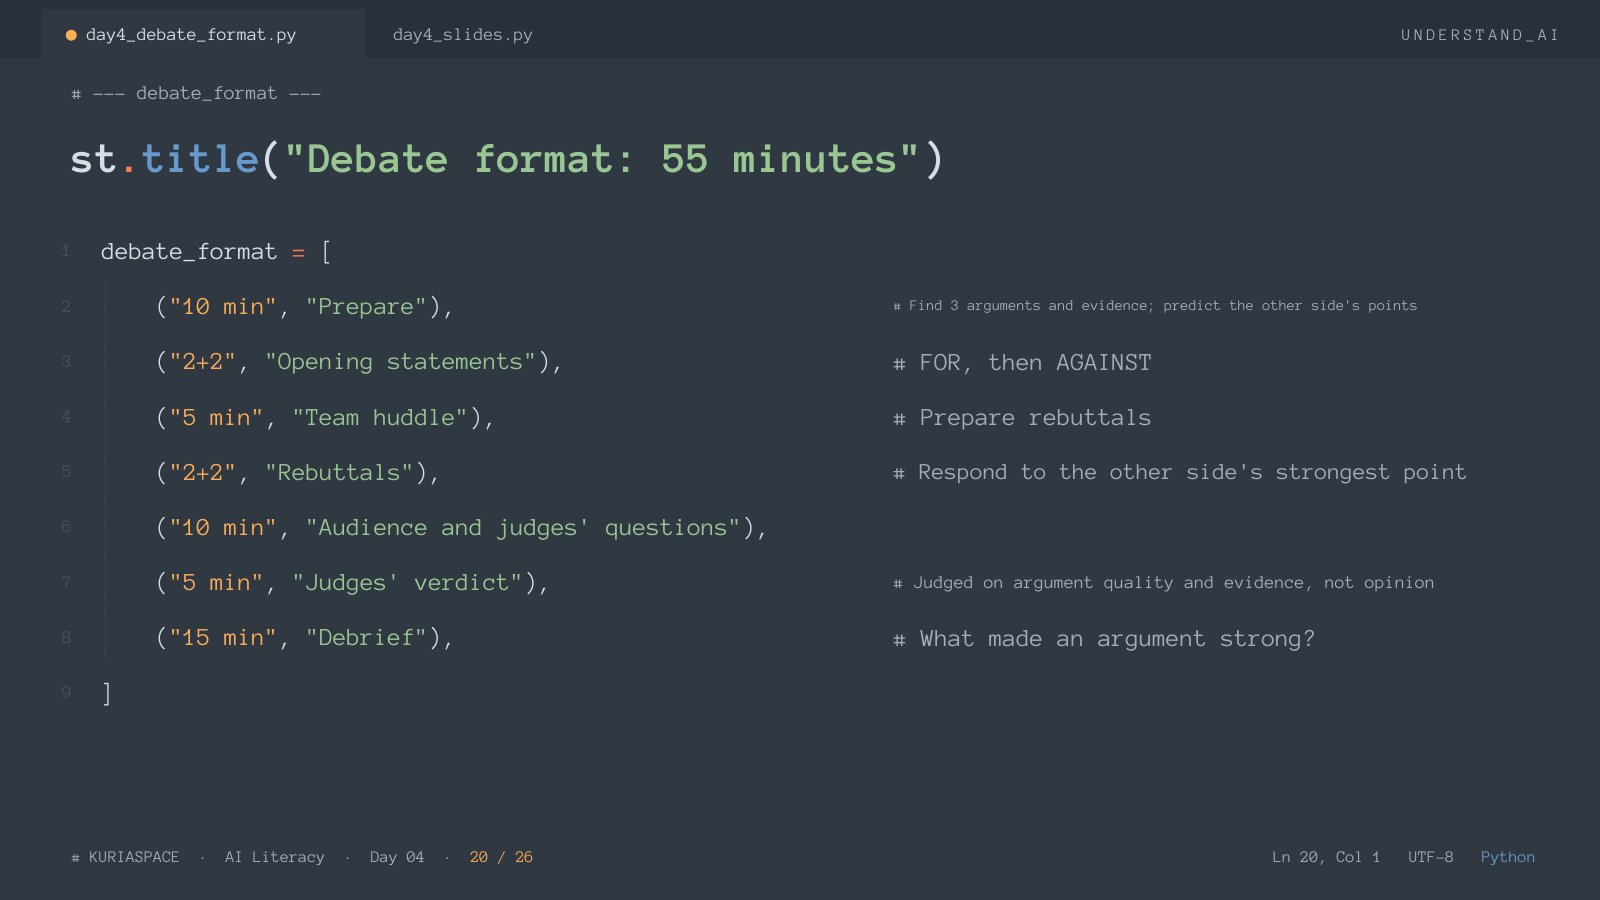 day4_debate_format.py day4_slides.py UNDERSTAND_AI
# --- debate_format ---
st.title("Debate format: 55 minutes")
1 debate_format = [
2 ("10 min", "Prepare"), # Find 3 arguments and evidence; predict the other side's points
3 ("2+2", "Opening statements"), # FOR, then AGAINST
4 ("5 min", "Team huddle"), # Prepare rebuttals
5 ("2+2", "Rebuttals"), # Respond to the other side's strongest point
6 ("10 min", "Audience and judges' questions"),
7 ("5 min", "Judges' verdict"), # Judged on argument quality and evidence, not opinion
8 ("15 min", "Debrief"), # What made an argument strong?
9 ]
# KURIASPACE · AI Literacy · Day 04 · 20 / 26 Ln 20, Col 1 UTF-8 Python